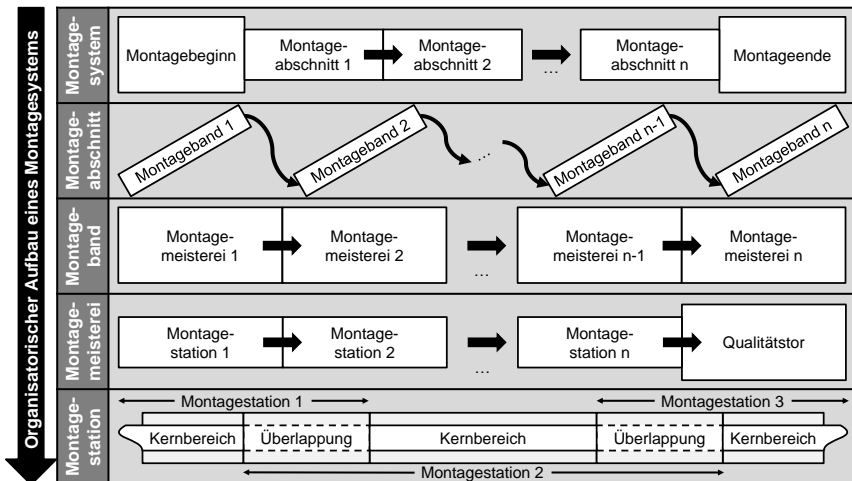 Organisatorischer Aufbau eines Montagesystems
Montage-
system
Montagebeginn
Montage-
abschnitt 1
Montage-
abschnitt 2
...
Montage-
abschnitt n
Montageende
Montage-
abschnitt
Montageband 1
Montageband 2
...
Montageband n-1
Montageband n
Montage-
band
Montage-
meisterei 1
Montage-
meisterei 2
...
Montage-
meisterei n-1
Montage-
meisterei n
Montage-
meisterei
Montage-
station 1
Montage-
station 2
...
Montage-
station n
Qualitätstor
Montage-
station
Montagestation 1
Montagestation 3
Kernbereich
Überlappung
Kernbereich
Überlappung
Kernbereich
Montagestation 2